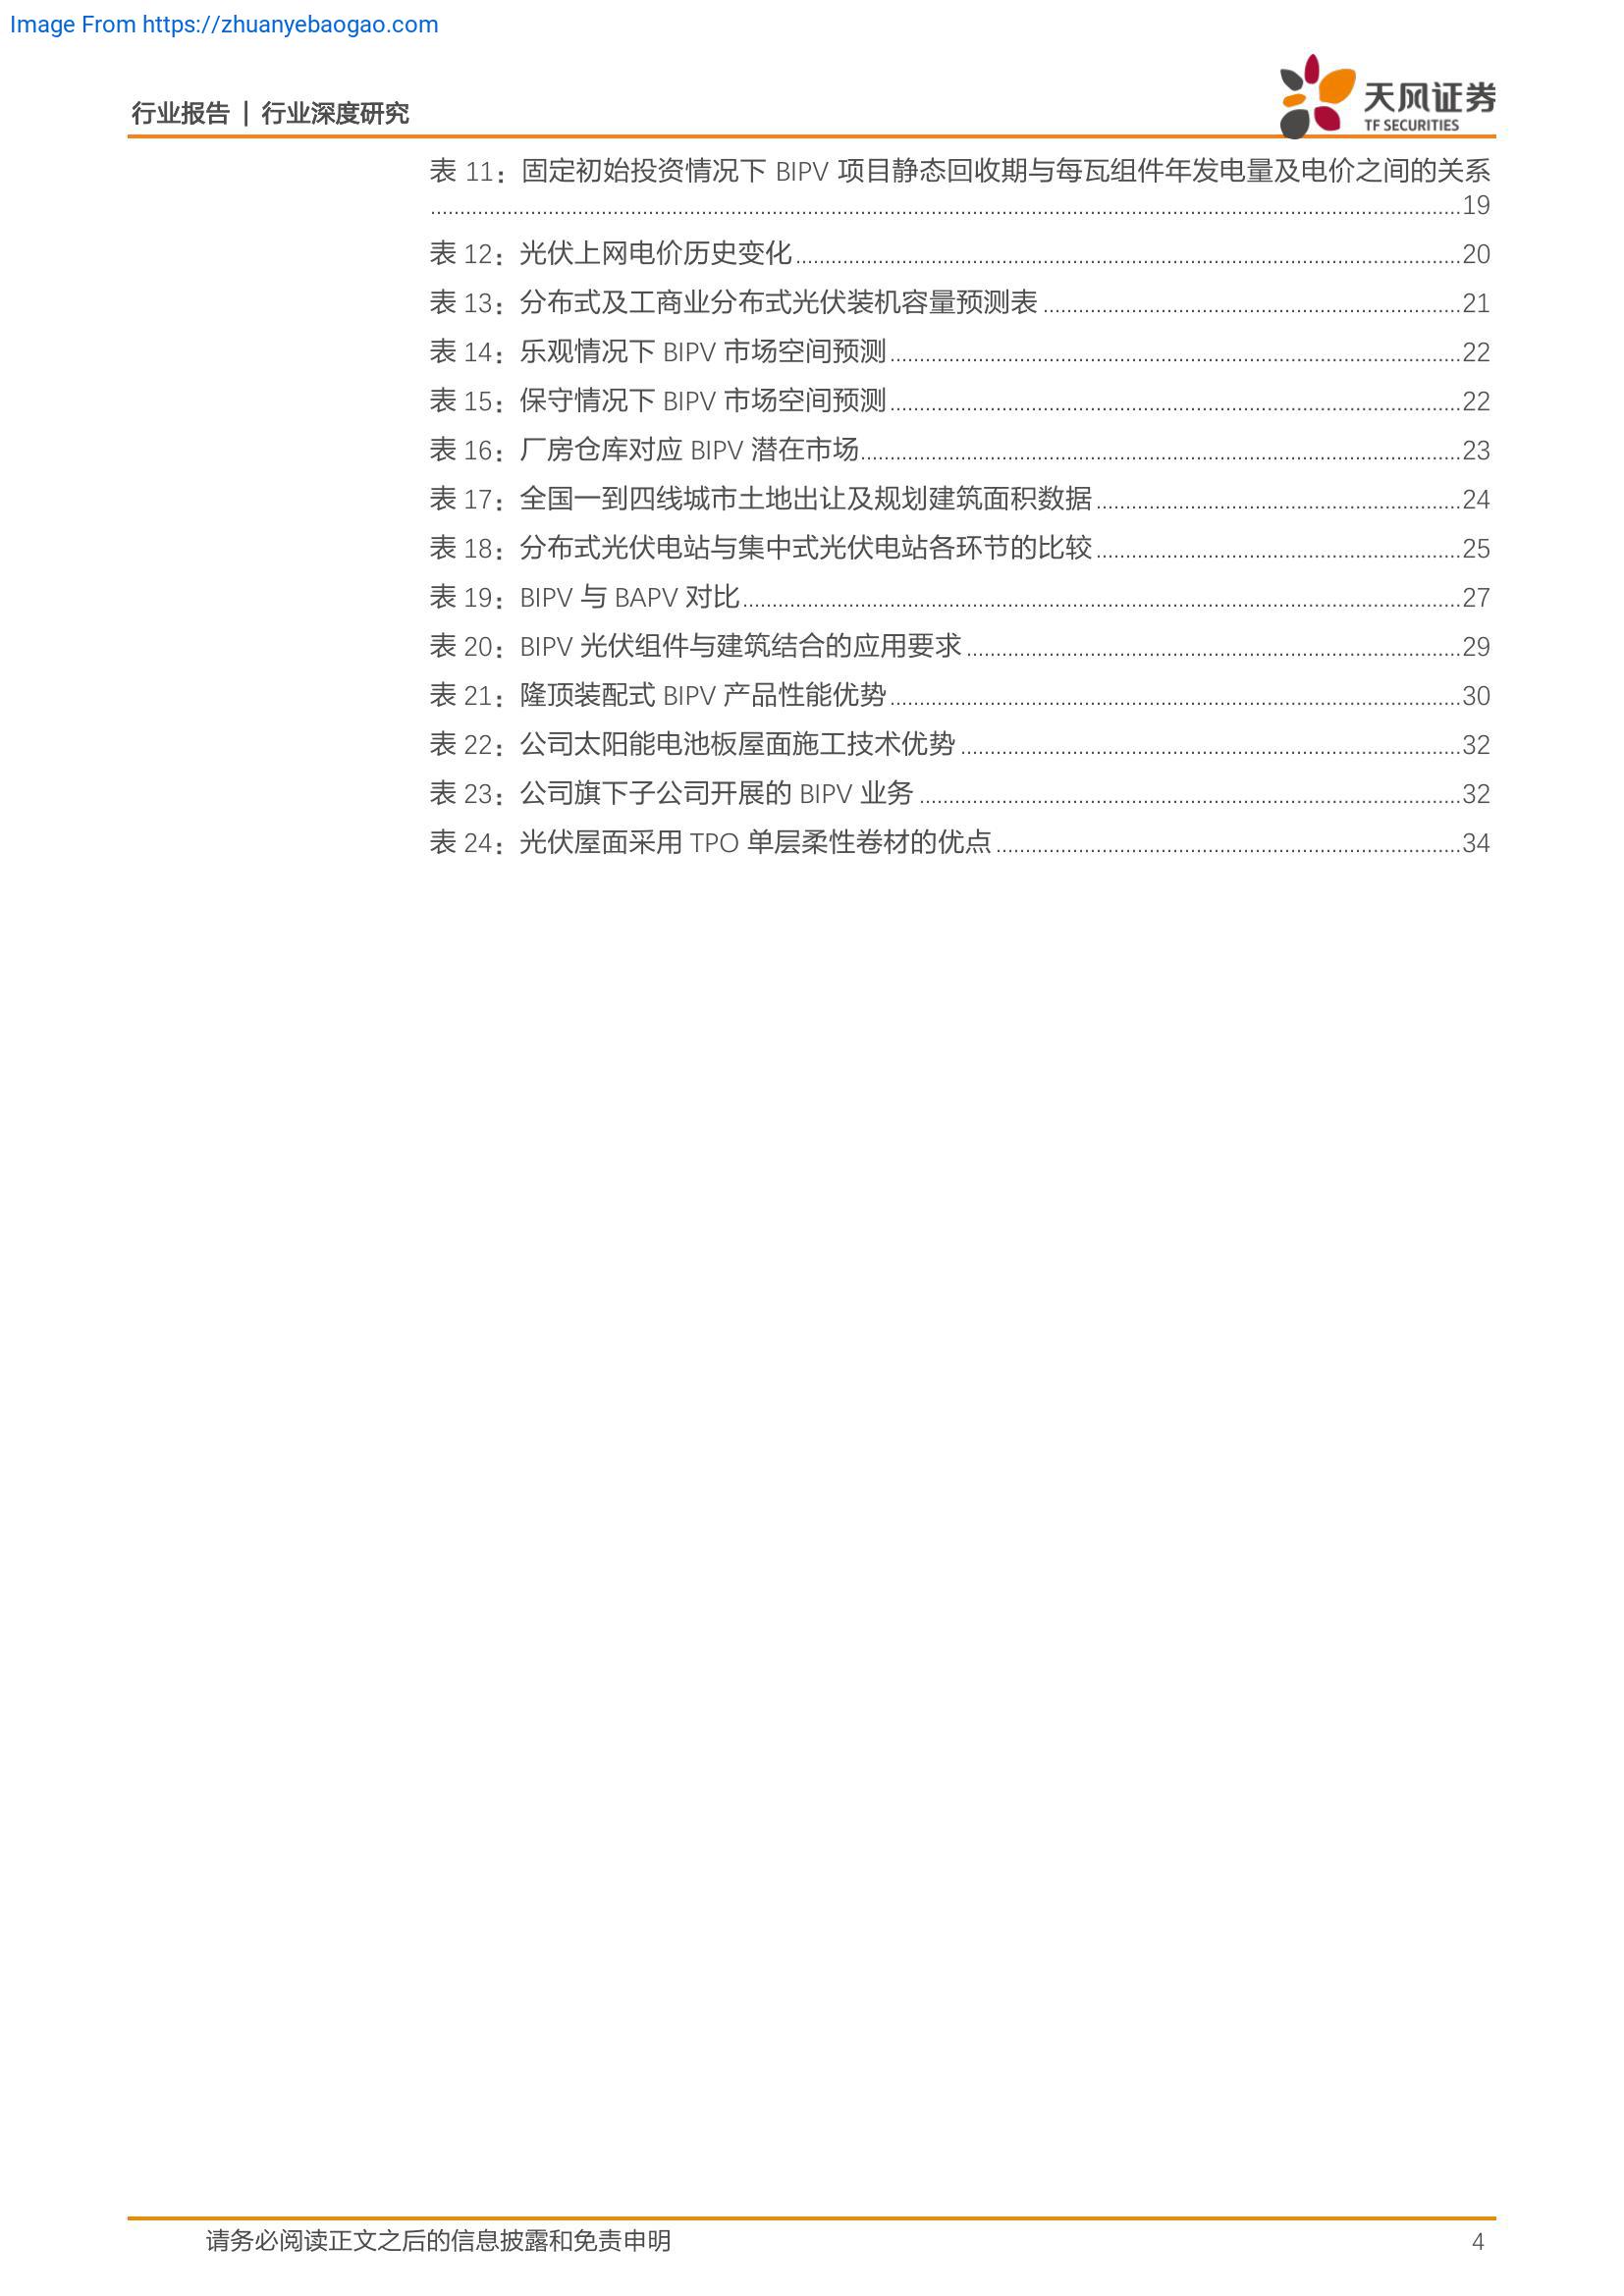 Image From https://zhuanyebaogao.com
行业报告 | 行业深度研究
天风证券
TF SECURITIES
表 11：固定初始投资情况下 BIPV 项目静态回收期与每瓦组件年发电量及电价之间的关系
19
表 12：光伏上网电价历史变化 20
表 13：分布式及工商业分布式光伏装机容量预测表 21
表 14：乐观情况下 BIPV 市场空间预测 22
表 15：保守情况下 BIPV 市场空间预测 22
表 16：厂房仓库对应 BIPV 潜在市场 23
表 17：全国一到四线城市土地出让及规划建筑面积数据 24
表 18：分布式光伏电站与集中式光伏电站各环节的比较 25
表 19：BIPV 与 BAPV 对比 27
表 20：BIPV 光伏组件与建筑结合的应用要求 29
表 21：隆顶装配式 BIPV 产品性能优势 30
表 22：公司太阳能电池板屋面施工技术优势 32
表 23：公司旗下子公司开展的 BIPV 业务 32
表 24：光伏屋面采用 TPO 单层柔性卷材的优点 34
请务必阅读正文之后的信息披露和免责申明 4